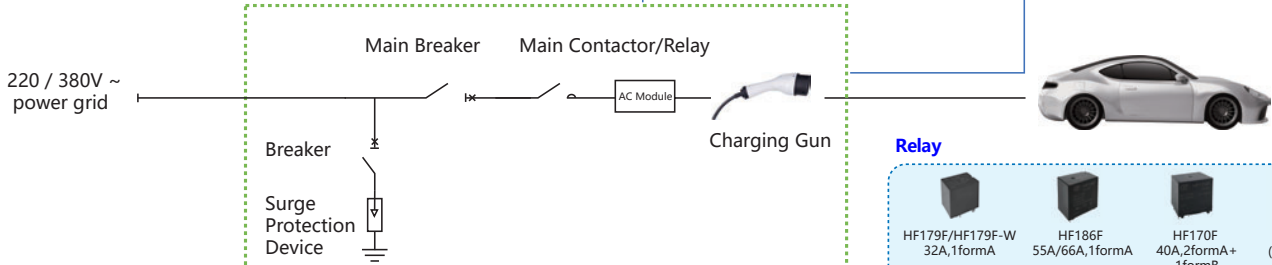 Main Breaker
Main Contactor/Relay
220 / 380V ~
power grid
AC Module
Charging Gun
Breaker
Surge
Protection
Device
Relay
HF179F/HF179F-W
32A,1formA
HF186F
55A/66A,1formA
HF170F
40A,2formA+
1formB
(